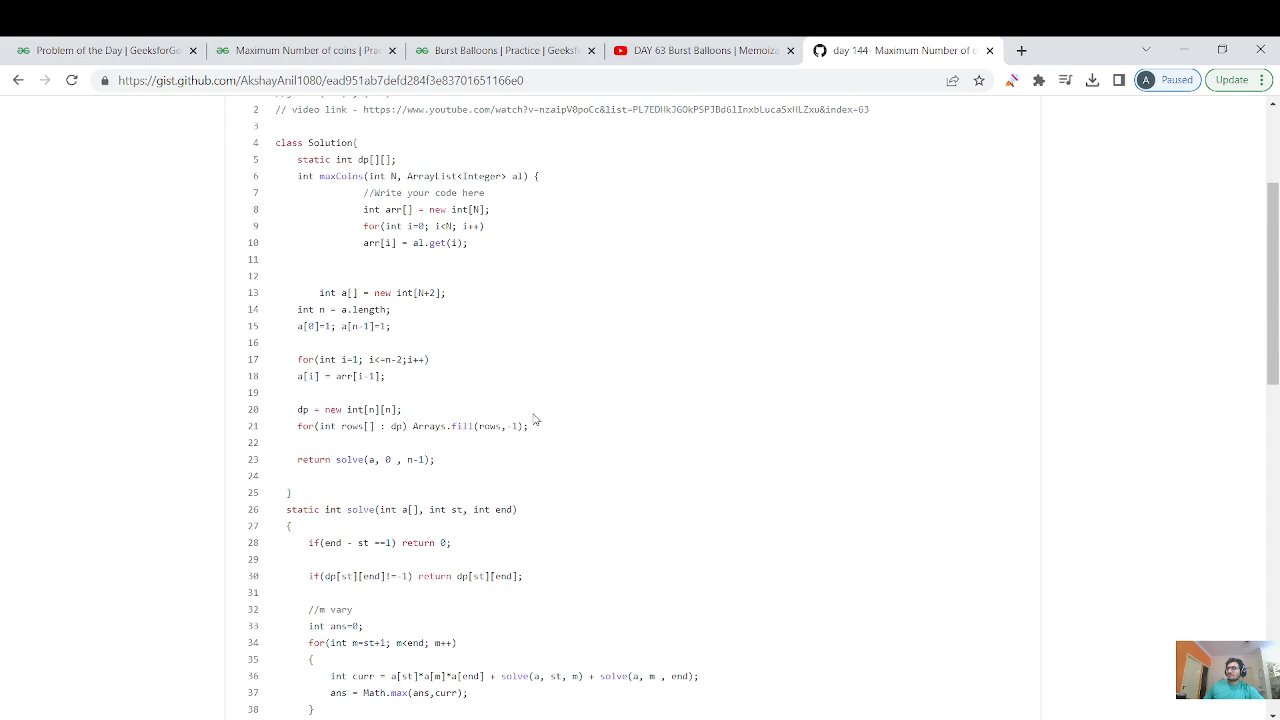 Problem of the Day | GeeksforGe
Maximum Number of coins | Prac
Burst Balloons | Practice | Geeksf
DAY 63 Burst Balloons | Memoiza
day 144- Maximum Number of c
https://gist.github.com/AkshayAnil1080/ead951ab7defd284f3e83701651166e0
A Paused
Update
2 // video link - https://www.youtube.com/watch?v=nzaipV0poCc&list=PL7EDHkJGOkPSPJBd6lInxbLucaSxHLZxu&index=63
3
4 class Solution{
5 static int dp[][];
6 int maxCoins(int N, ArrayList<Integer> al) {
7 //Write your code here
8 int arr[] = new int[N];
9 for(int i=0; i<N; i++)
10 arr[i] = al.get(i);
11
12
13 int a[] = new int[N+2];
14 int n = a.length;
15 a[0]=1; a[n-1]=1;
16
17 for(int i=1; i<=n-2;i++)
18 a[i] = arr[i-1];
19
20 dp = new int[n][n];
21 for(int rows[] : dp) Arrays.fill(rows,-1);
22
23 return solve(a, 0 , n-1);
24
25 }
26 static int solve(int a[], int st, int end)
27 {
28 if(end - st ==1) return 0;
29
30 if(dp[st][end]!=-1) return dp[st][end];
31
32 //m vary
33 int ans=0;
34 for(int m=st+1; m<end; m++)
35 {
36 int curr = a[st]*a[m]*a[end] + solve(a, st, m) + solve(a, m , end);
37 ans = Math.max(ans,curr);
38 }